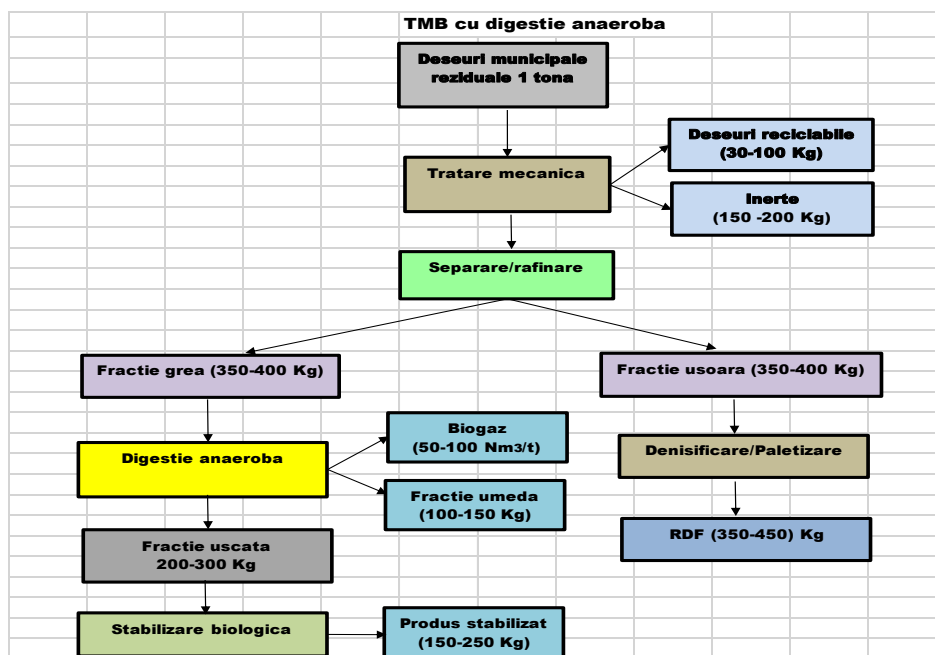 TMB cu digestie anaeroba
Deseuri municipale
reziduale 1 tona
Deseuri reciclabile
(30-100 Kg)
Tratare mecanica
Inerte
(150 -200 Kg)
Separare/rafinare
Fractie grea (350-400 Kg)
Fractie usoara (350-400 Kg)
Biogaz
(50-100 Nm3/t)
Digestie anaeroba
Denisificare/Paletizare
Fractie umeda
(100-150 Kg)
Fractie uscata
200-300 Kg
RDF (350-450) Kg
Stabilizare biologica
Produs stabilizat
(150-250 Kg)